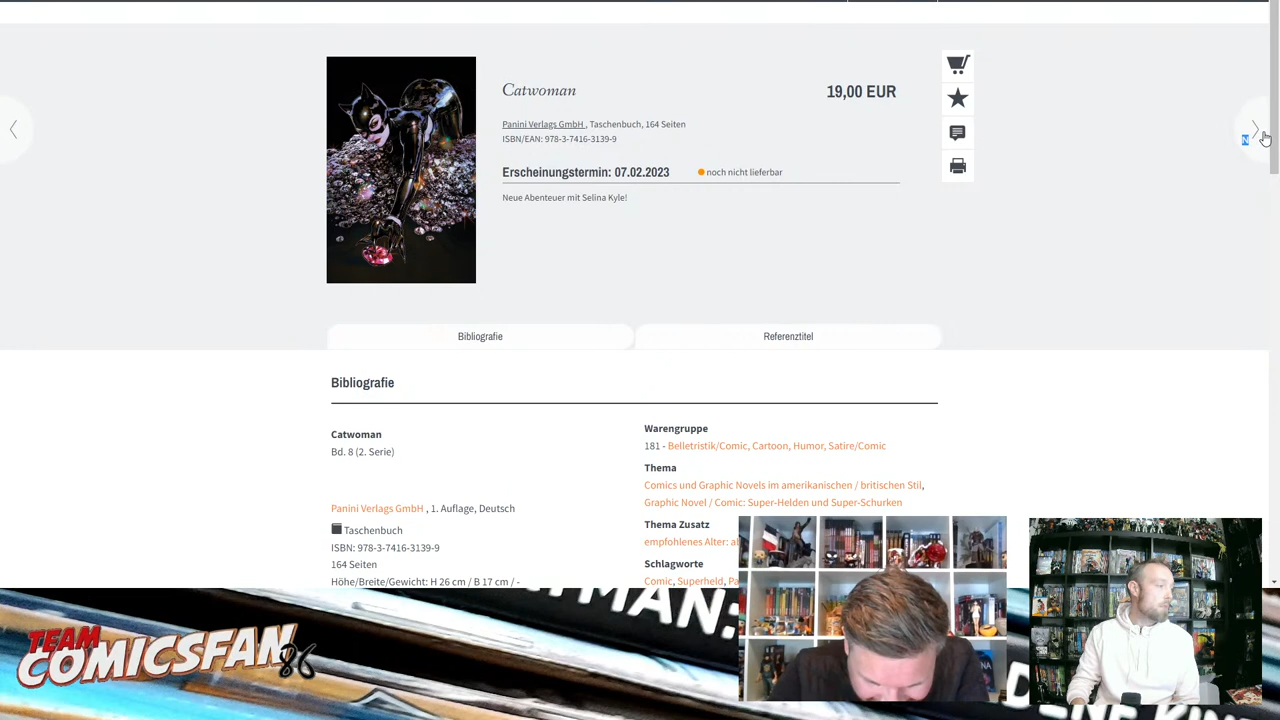 Catwoman
19,00 EUR
Panini Verlags GmbH , Taschenbuch, 164 Seiten
ISBN/EAN: 978-3-7416-3139-9
Erscheinungstermin: 07.02.2023
noch nicht lieferbar
Neue Abenteuer mit Selina Kyle!
N
Bibliografie
Referenztitel
Bibliografie
Catwoman
Bd. 8 (2. Serie)
Panini Verlags GmbH , 1. Auflage, Deutsch
Taschenbuch
ISBN: 978-3-7416-3139-9
164 Seiten
Höhe/Breite/Gewicht: H 26 cm / B 17 cm / -
Warengruppe
181 - Belletristik/Comic, Cartoon, Humor, Satire/Comic
Thema
Comics und Graphic Novels im amerikanischen / britischen Stil,
Graphic Novel / Comic: Super-Helden und Super-Schurken
Thema Zusatz
empfohlenes Alter:
Schlagworte
Comic, Superheld,
TEAM
COMICSFAN
86